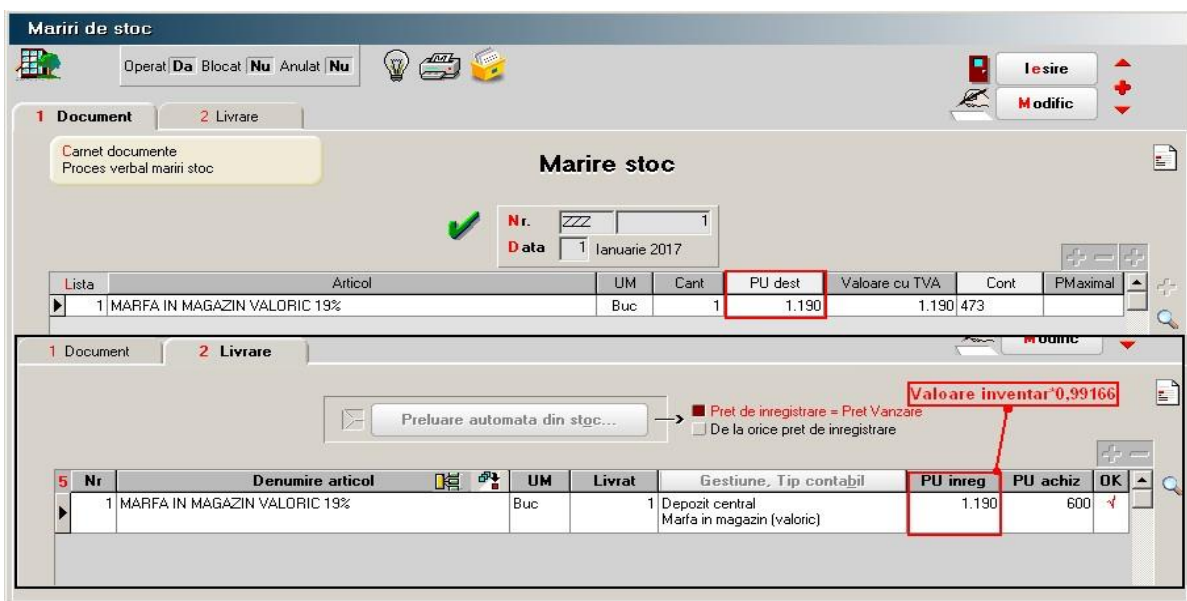 Mariri de stoc
Operat Da Blocat Nu Anulat Nu
Iesire
Modific
1 Document 2 Livrare
Carnet documente
Proces verbal mariri stoc
Marire stoc
Nr. ZZZ 1
Data 1 Ianuarie 2017
Lista Articol UM Cant PU dest Valoare cu TVA Cont PMaximal
1 MARFA IN MAGAZIN VALORIC 19% Buc 1 1.190 1.190 473
1 Document 2 Livrare Modific
Valoare inventar*0,99166
Preluare automata din stoc... Pret de inregistrare = Pret Vanzare
De la orice pret de inregistrare
5 Nr Denumire articol UM Livrat Gestiune, Tip contabil PU inreg PU achiz OK
1 MARFA IN MAGAZIN VALORIC 19% Buc 1 Depozit central 1.190 600
Marfa in magazin (valoric)